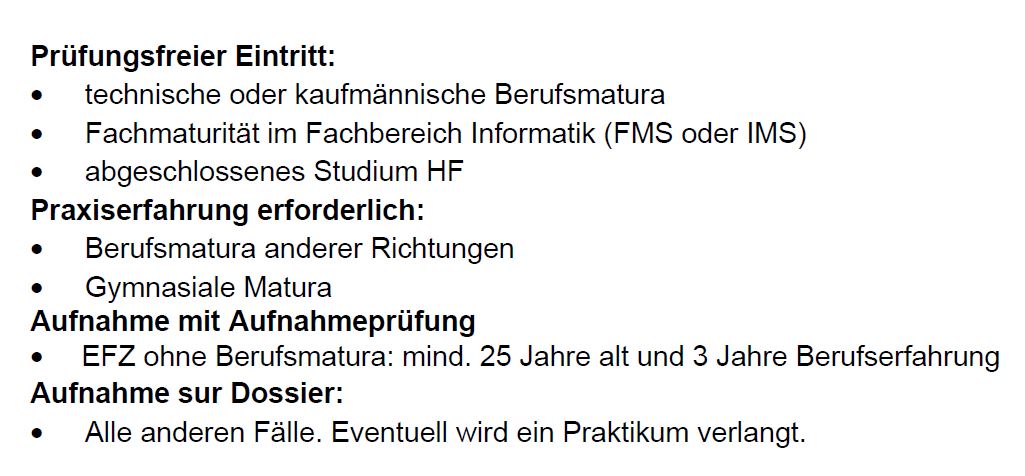 Prüfungsfreier Eintritt:
• technische oder kaufmännische Berufsmatura
• Fachmaturität im Fachbereich Informatik (FMS oder IMS)
• abgeschlossenes Studium HF
Praxiserfahrung erforderlich:
• Berufsmatura anderer Richtungen
• Gymnasiale Matura
Aufnahme mit Aufnahmeprüfung
• EFZ ohne Berufsmatura: mind. 25 Jahre alt und 3 Jahre Berufserfahrung
Aufnahme sur Dossier:
• Alle anderen Fälle. Eventuell wird ein Praktikum verlangt.